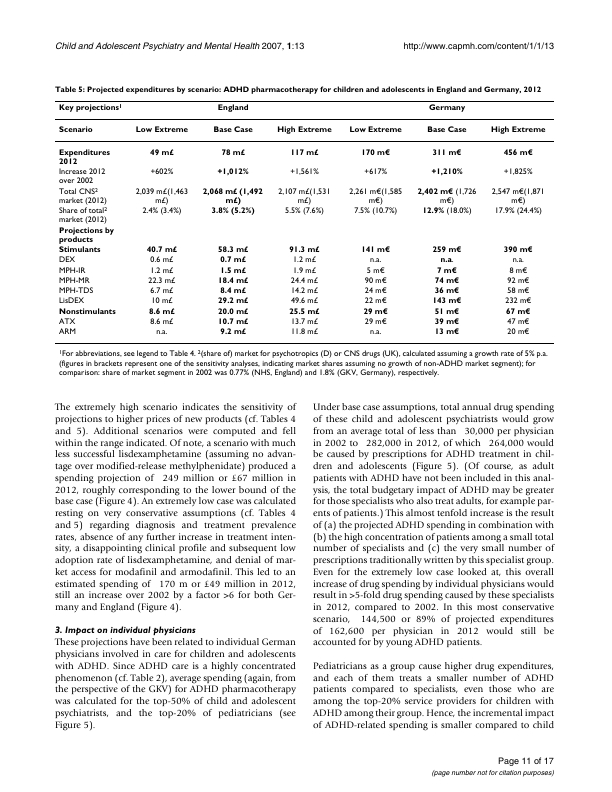 Child and Adolescent Psychiatry and Mental Health 2007, 1:13
http://www.capmh.com/content/1/1/13
Table 5: Projected expenditures by scenario: ADHD pharmacotherapy for children and adolescents in England and Germany, 2012
Key projections¹ England Germany
Scenario Low Extreme Base Case High Extreme Low Extreme Base Case High Extreme
Expenditures 2012 49 m£ 78 m£ 117 m£ 170 m€ 311 m€ 456 m€
Increase 2012 over 2002 +602% +1,012% +1,561% +617% +1,210% +1,825%
Total CNS² market (2012) 2,039 m£(1,463 m£) 2,068 m£ (1,492 m£) 2,107 m£(1,531 m£) 2,261 m€(1,585 m€) 2,402 m€ (1,726 m€) 2,547 m€(1,871 m€)
Share of total² market (2012) 2.4% (3.4%) 3.8% (5.2%) 5.5% (7.6%) 7.5% (10.7%) 12.9% (18.0%) 17.9% (24.4%)
Projections by products
Stimulants 40.7 m£ 58.3 m£ 91.3 m£ 141 m€ 259 m€ 390 m€
DEX 0.6 m£ 0.7 m£ 1.2 m£ n.a. n.a. n.a.
MPH-IR 1.2 m£ 1.5 m£ 1.9 m£ 5 m€ 7 m€ 8 m€
MPH-MR 22.3 m£ 18.4 m£ 24.4 m£ 90 m€ 74 m€ 92 m€
MPH-TDS 6.7 m£ 8.4 m£ 14.2 m£ 24 m€ 36 m€ 58 m€
LisDEX 10 m£ 29.2 m£ 49.6 m£ 22 m€ 143 m€ 232 m€
Nonstimulants 8.6 m£ 20.0 m£ 25.5 m£ 29 m€ 51 m€ 67 m€
ATX 8.6 m£ 10.7 m£ 13.7 m£ 29 m€ 39 m€ 47 m€
ARM n.a. 9.2 m£ 11.8 m£ n.a. 13 m€ 20 m€
¹For abbreviations, see legend to Table 4. ²(share of) market for psychotropics (D) or CNS drugs (UK), calculated assuming a growth rate of 5% p.a.
(figures in brackets represent one of the sensitivity analyses, indicating market shares assuming no growth of non-ADHD market segment); for
comparison: share of market segment in 2002 was 0.77% (NHS, England) and 1.8% (GKV, Germany), respectively.
The extremely high scenario indicates the sensitivity of
projections to higher prices of new products (cf. Tables 4
and 5). Additional scenarios were computed and fell
within the range indicated. Of note, a scenario with much
less successful lisdexamphetamine (assuming no advan-
tage over modified-release methylphenidate) produced a
spending projection of 249 million or £67 million in
2012, roughly corresponding to the lower bound of the
base case (Figure 4). An extremely low case was calculated
resting on very conservative assumptions (cf. Tables 4
and 5) regarding diagnosis and treatment prevalence
rates, absence of any further increase in treatment inten-
sity, a disappointing clinical profile and subsequent low
adoption rate of lisdexamphetamine, and denial of mar-
ket access for modafinil and armodafinil. This led to an
estimated spending of 170 m or £49 million in 2012,
still an increase over 2002 by a factor >6 for both Ger-
many and England (Figure 4).
3. Impact on individual physicians
These projections have been related to individual German
physicians involved in care for children and adolescents
with ADHD. Since ADHD care is a highly concentrated
phenomenon (cf. Table 2), average spending (again, from
the perspective of the GKV) for ADHD pharmacotherapy
was calculated for the top-50% of child and adolescent
psychiatrists, and the top-20% of pediatricians (see
Figure 5).
Under base case assumptions, total annual drug spending
of these child and adolescent psychiatrists would grow
from an average total of less than 30,000 per physician
in 2002 to 282,000 in 2012, of which 264,000 would
be caused by prescriptions for ADHD treatment in chil-
dren and adolescents (Figure 5). (Of course, as adult
patients with ADHD have not been included in this anal-
ysis, the total budgetary impact of ADHD may be greater
for those specialists who also treat adults, for example par-
ents of patients.) This almost tenfold increase is the result
of (a) the projected ADHD spending in combination with
(b) the high concentration of patients among a small total
number of specialists and (c) the very small number of
prescriptions traditionally written by this specialist group.
Even for the extremely low case looked at, this overall
increase of drug spending by individual physicians would
result in >5-fold drug spending caused by these specialists
in 2012, compared to 2002. In this most conservative
scenario, 144,500 or 89% of projected expenditures
of 162,600 per physician in 2012 would still be
accounted for by young ADHD patients.
Pediatricians as a group cause higher drug expenditures,
and each of them treats a smaller number of ADHD
patients compared to specialists, even those who are
among the top-20% service providers for children with
ADHD among their group. Hence, the incremental impact
of ADHD-related spending is smaller compared to child
Page 11 of 17
(page number not for citation purposes)